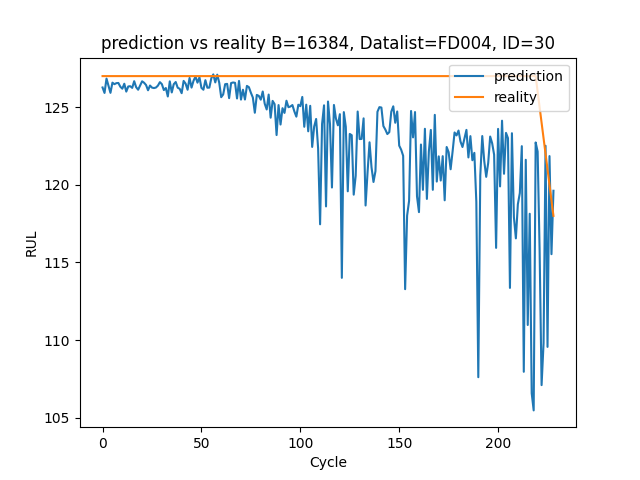 prediction vs reality B=16384, Datalist=FD004, ID=30
prediction
reality
125
120
115
110
105
RUL
0
50
100
150
200
Cycle